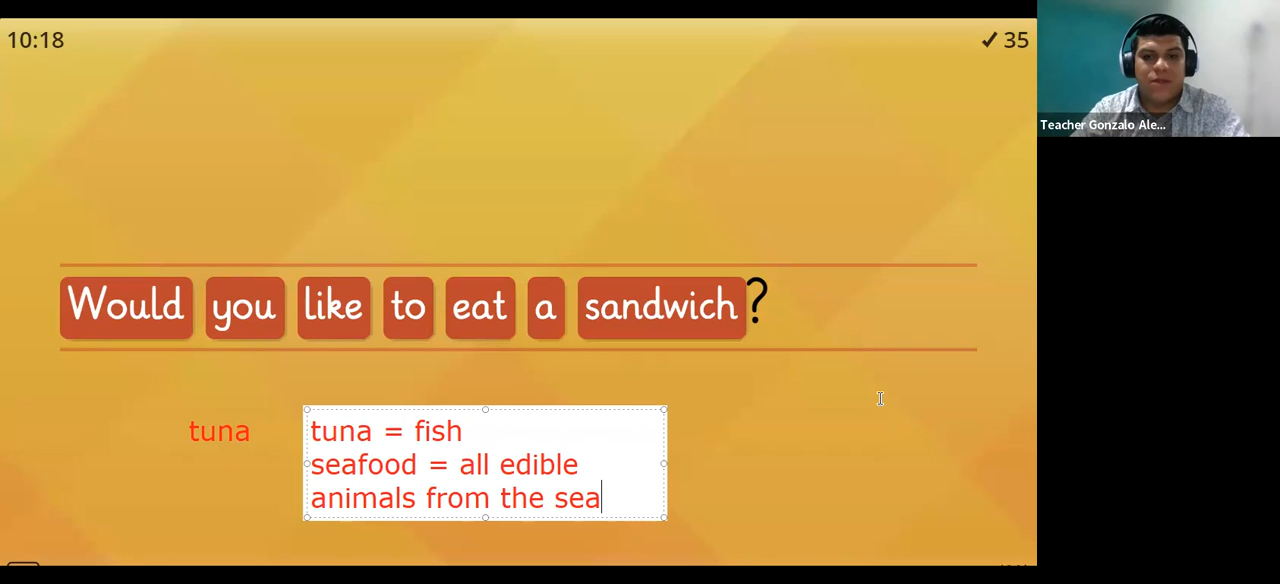 10:18
✓ 35
Teacher Gonzalo Ale...
Would you like to eat a sandwich?
tuna
tuna = fish
seafood = all edible
animals from the sea